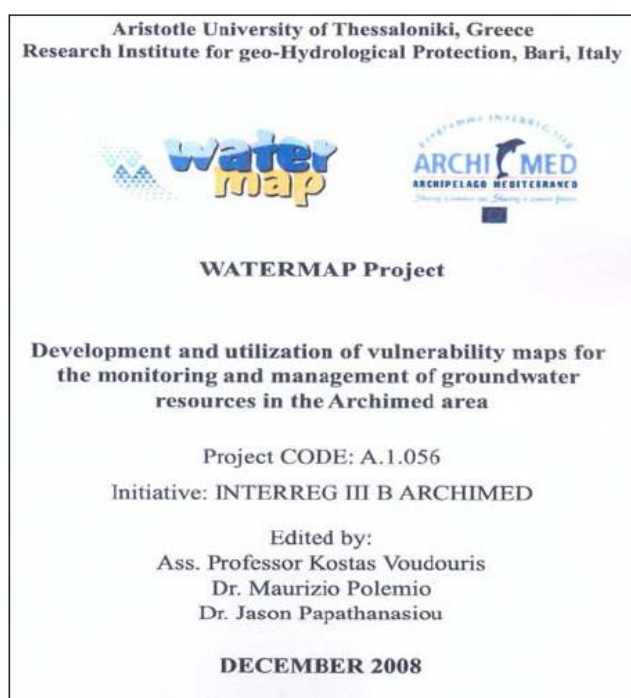 Aristotle University of Thessaloniki, Greece
Research Institute for geo-Hydrological Protection, Bari, Italy
water
map
Programme INTERREG IIIB
ARCHIMED
ARCHIPELAGO MEDITERRANEO
WATERMAP Project
Development and utilization of vulnerability maps for
the monitoring and management of groundwater
resources in the Archimed area
Project CODE: A.1.056
Initiative: INTERREG III B ARCHIMED
Edited by:
Ass. Professor Kostas Voudouris
Dr. Maurizio Polemio
Dr. Jason Papathanasiou
DECEMBER 2008